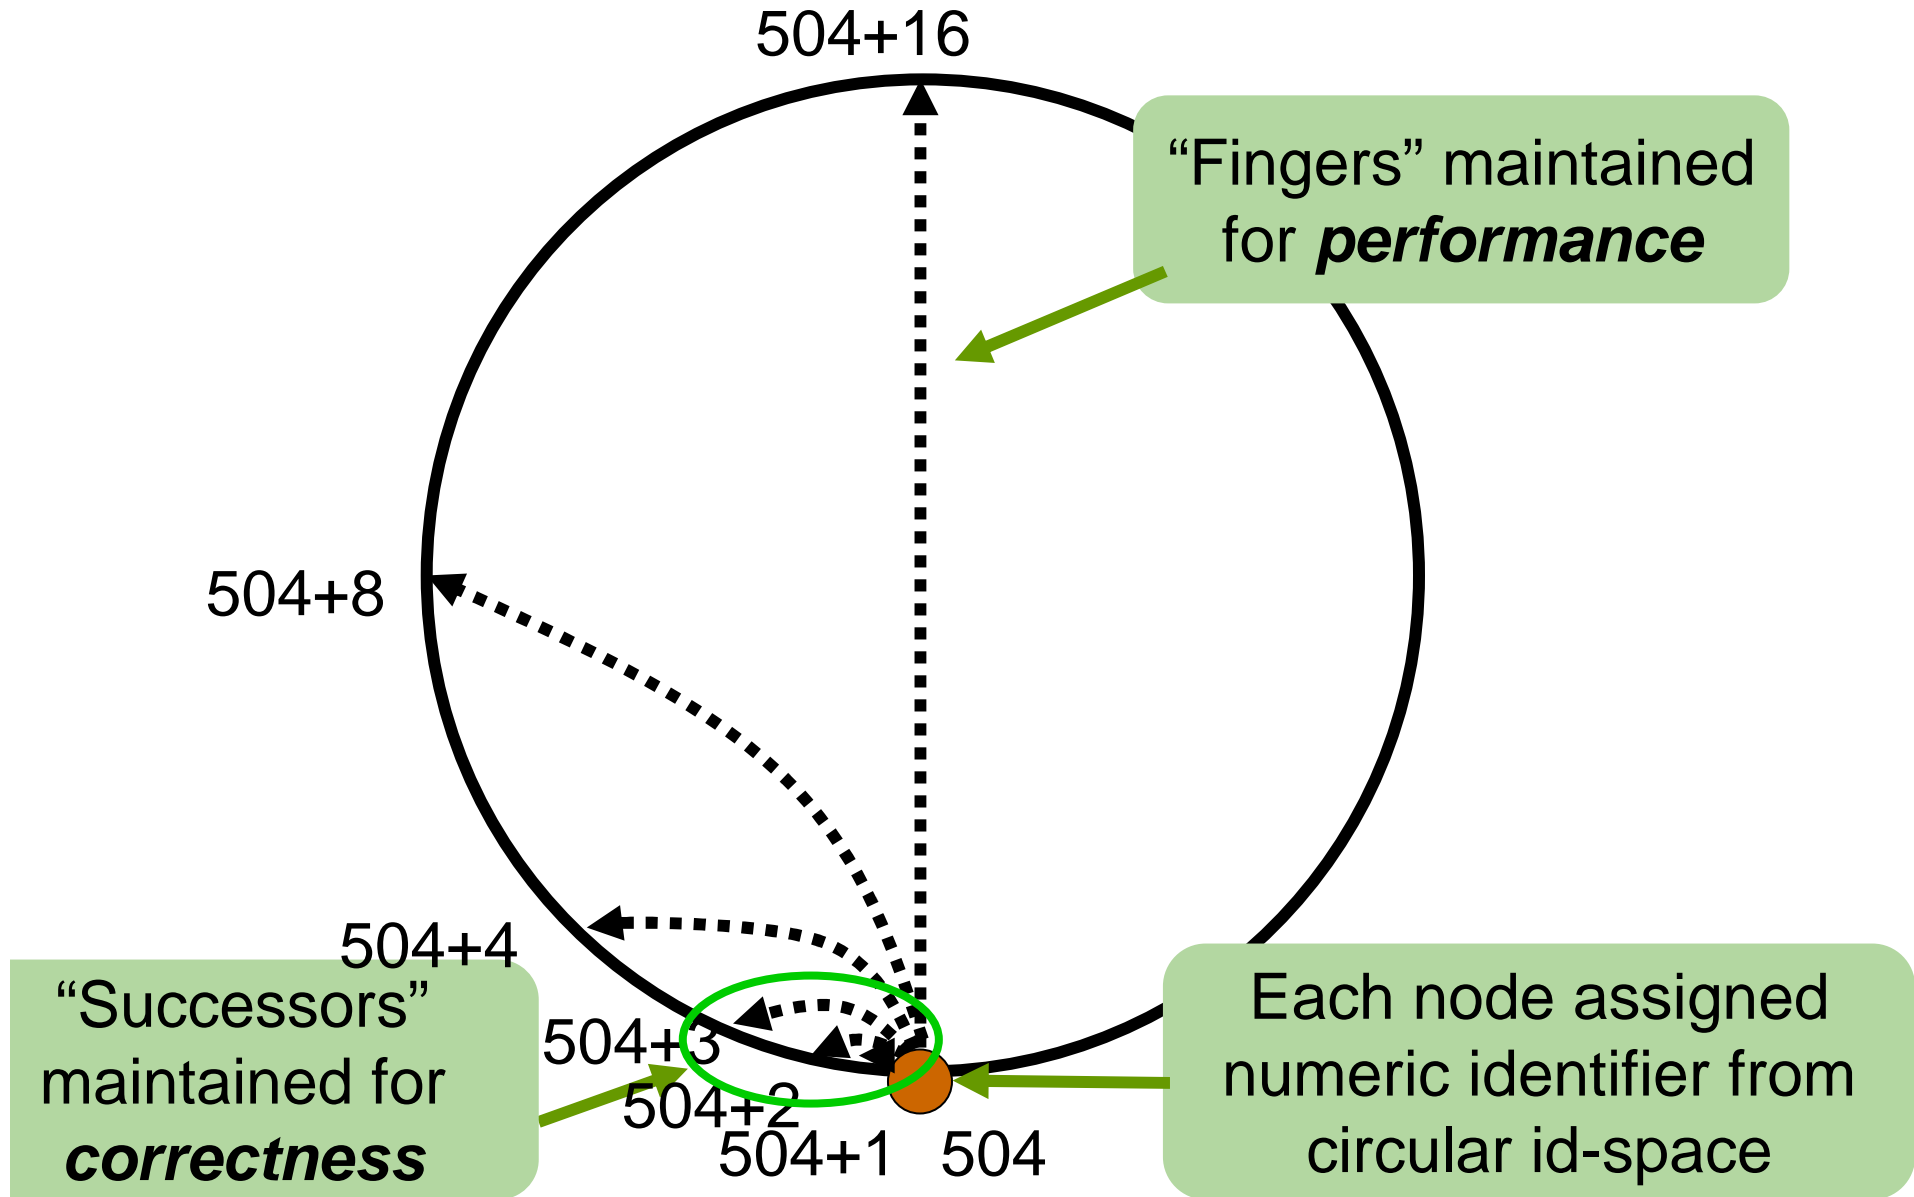 504+16
“Fingers” maintained
for performance
504+8
504+4
“Successors”
maintained for
correctness
504+3
504+2
504+1
504
Each node assigned
numeric identifier from
circular id-space